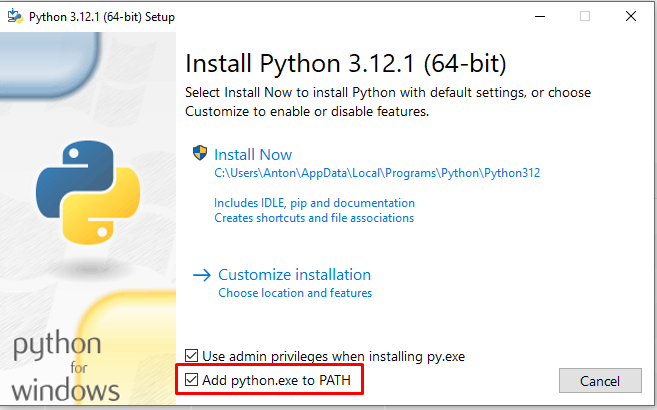 Python 3.12.1 (64-bit) Setup
Install Python 3.12.1 (64-bit)
Select Install Now to install Python with default settings, or choose
Customize to enable or disable features.
Install Now
C:\Users\Anton\AppData\Local\Programs\Python\Python312
Includes IDLE, pip and documentation
Creates shortcuts and file associations
Customize installation
Choose location and features
python
for
windows
Use admin privileges when installing py.exe
Add python.exe to PATH
Cancel